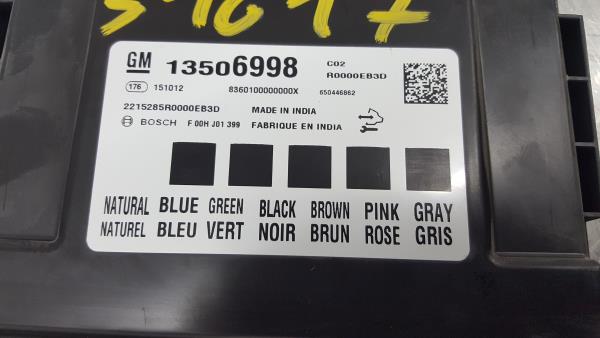 GM 13506998 C02
R0000EB3D
176 151012 8360100000000X 650446862
2215285R0000EB3D MADE IN INDIA
BOSCH F 00H J01 399 FABRIQUE EN INDIA
NATURAL BLUE GREEN BLACK BROWN PINK GRAY
NATUREL BLEU VERT NOIR BRUN ROSE GRIS